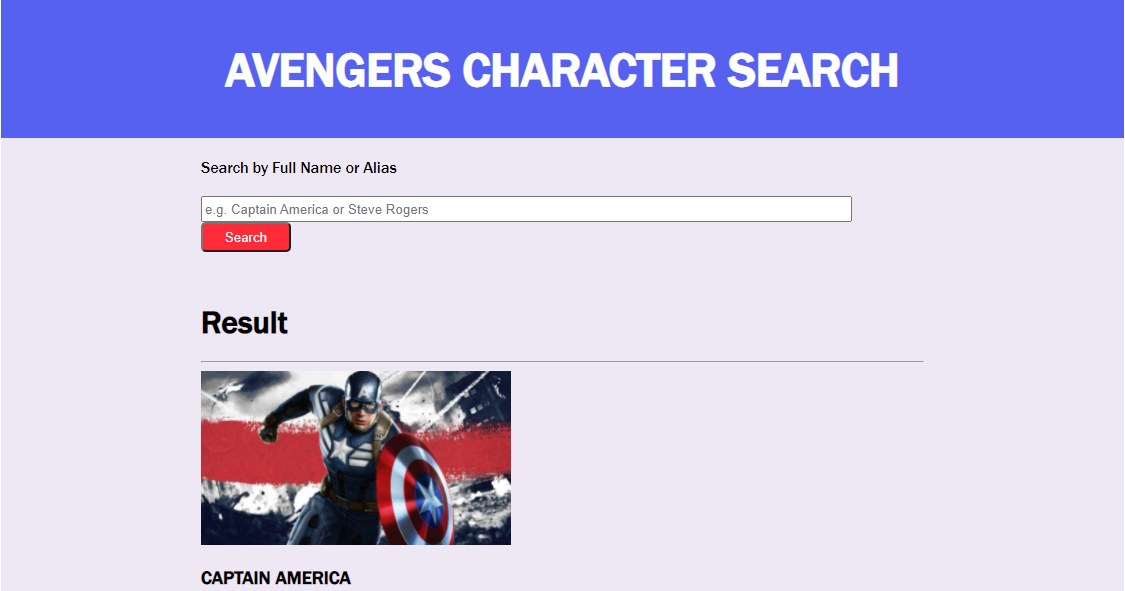 AVENGERS CHARACTER SEARCH
Search by Full Name or Alias
e.g. Captain America or Steve Rogers
Search
Result
A
CAPTAIN AMERICA